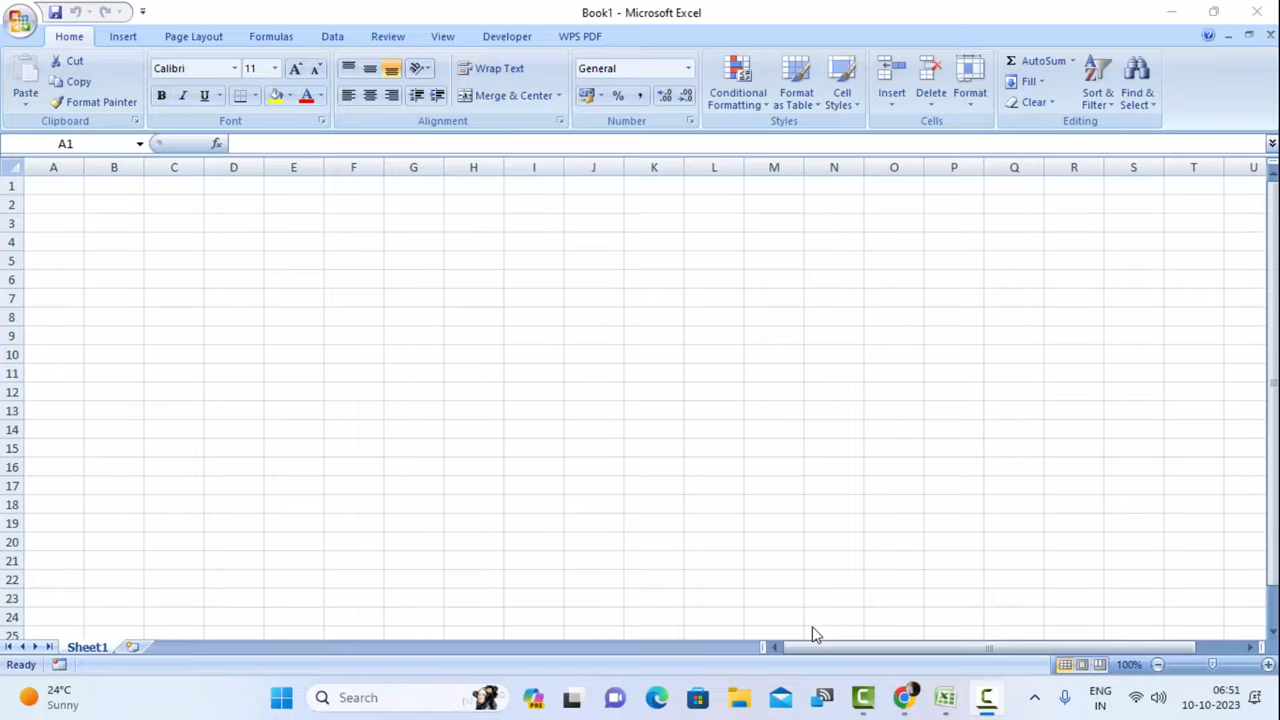 Book1 - Microsoft Excel
Home Insert Page Layout Formulas Data Review View Developer WPS PDF
Paste
Cut
Copy
Format Painter
Clipboard
Calibri 11
B I U
Font
Wrap Text
Merge & Center
Alignment
General
% ,
Number
Conditional Formatting
Format as Table
Cell Styles
Styles
Insert
Delete
Format
Cells
Σ AutoSum
Fill
Clear
Sort & Filter
Find & Select
Editing
A1 fx
A B C D E F G H I J K L M N O P Q R S T U
1
2
3
4
5
6
7
8
9
10
11
12
13
14
15
16
17
18
19
20
21
22
23
24
25
Sheet1
Ready 100%
24°C
Sunny
Search
PRE
ENG
IN
06:51
10-10-2023